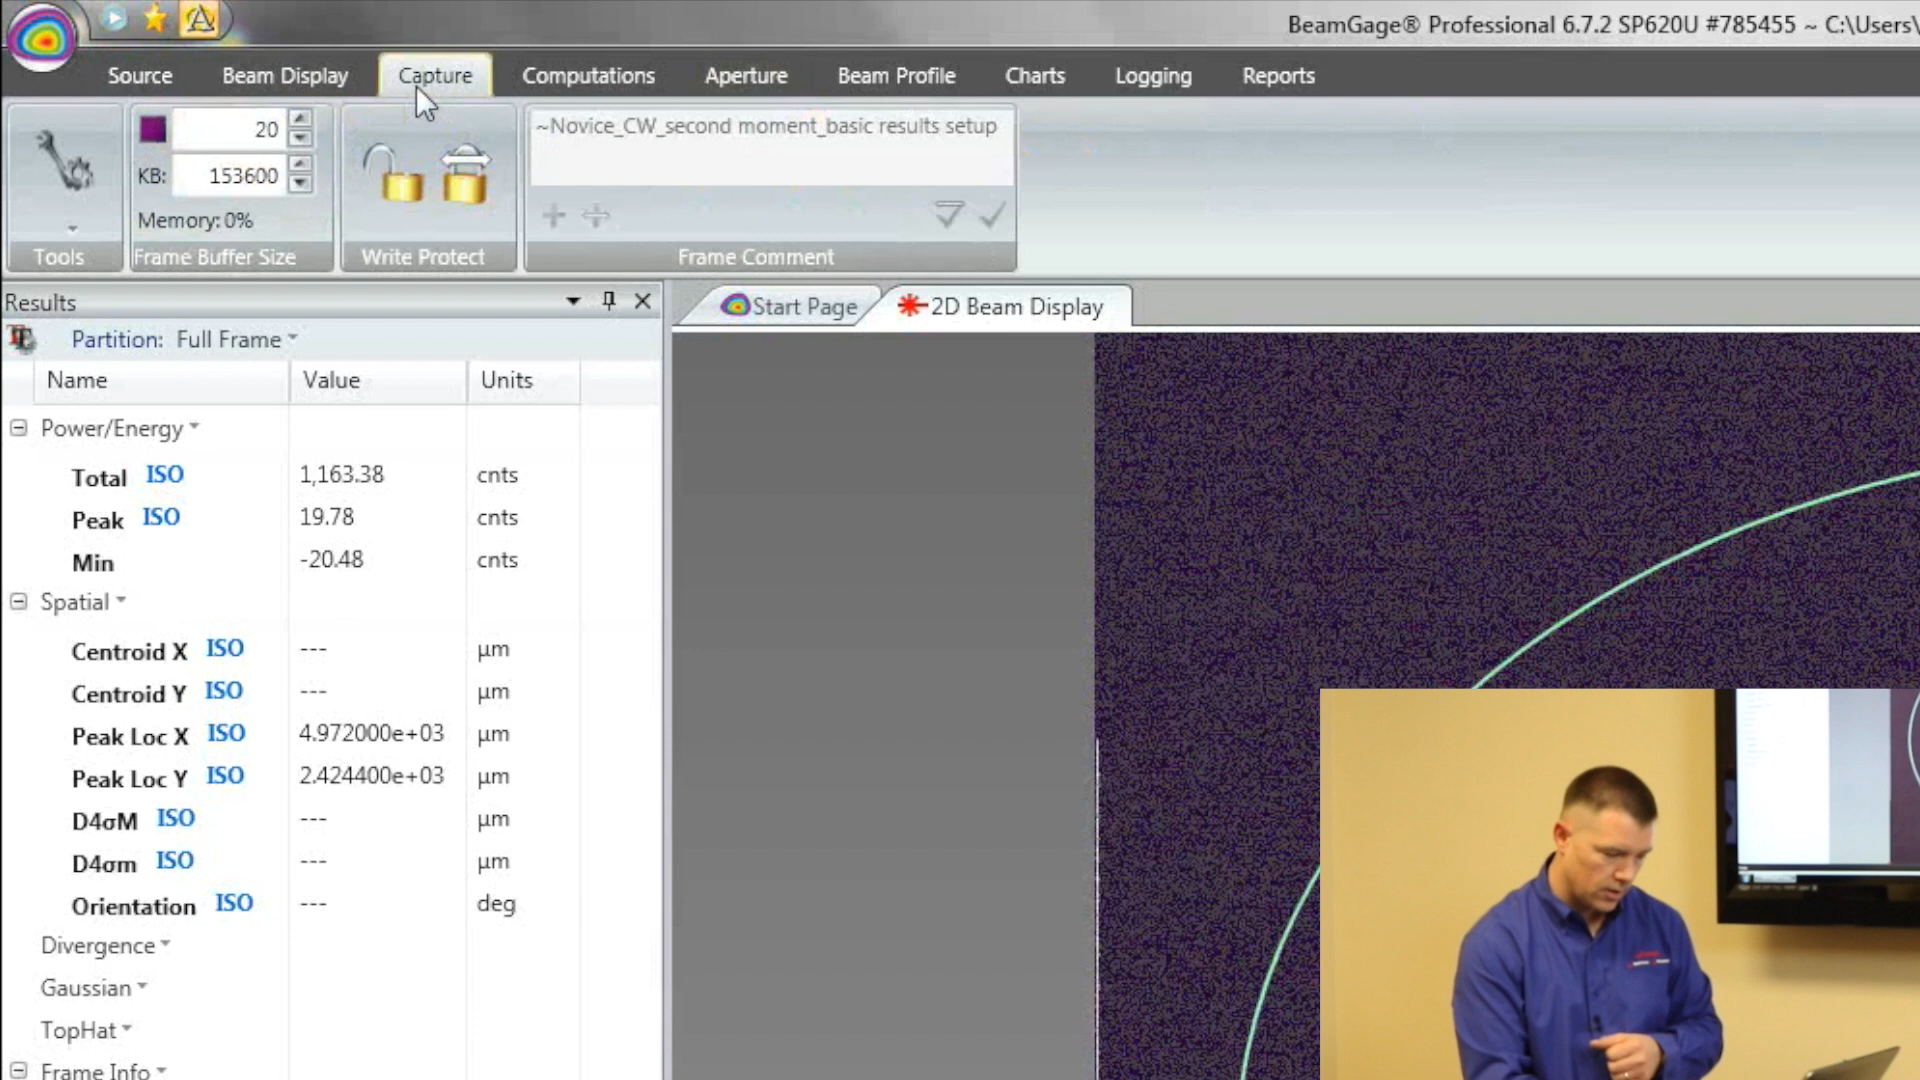 BeamGage® Professional 6.7.2 SP620U #785455 ~ C:\Users\
Source Beam Display Capture Computations Aperture Beam Profile Charts Logging Reports
20
KB: 153600
Memory: 0%
~Novice_CW_second moment_basic results setup
Tools Frame Buffer Size Write Protect Frame Comment
Results
Start Page 2D Beam Display
Partition: Full Frame
Name Value Units
Power/Energy
Total ISO 1,163.38 cnts
Peak ISO 19.78 cnts
Min -20.48 cnts
Spatial
Centroid X ISO --- µm
Centroid Y ISO --- µm
Peak Loc X ISO 4.972000e+03 µm
Peak Loc Y ISO 2.424400e+03 µm
D4σM ISO --- µm
D4σm ISO --- µm
Orientation ISO --- deg
Divergence
Gaussian
TopHat
Frame Info